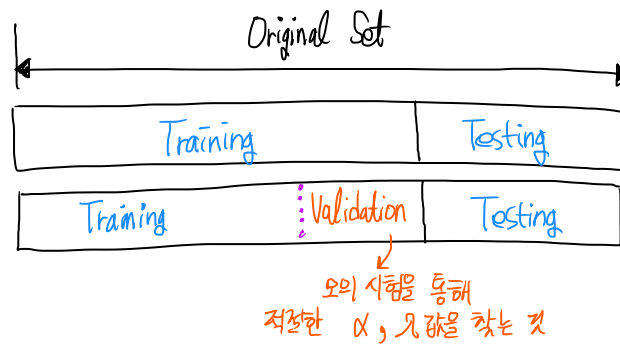 Original Set
Training Testing
Training Validation Testing
모의 시험을 통해
적절한 α, λ 값을 찾는 것